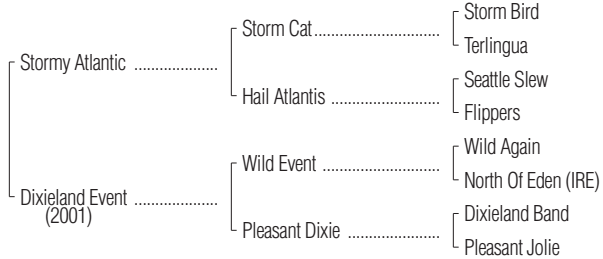 Storm Bird
Storm Cat..............................
Terlingua
Stormy Atlantic ....................
Seattle Slew
Hail Atlantis ..........................
Flippers
Wild Again
Wild Event ............................
North Of Eden (IRE)
Dixieland Event ....................
(2001)
Dixieland Band
Pleasant Dixie ......................
Pleasant Jolie